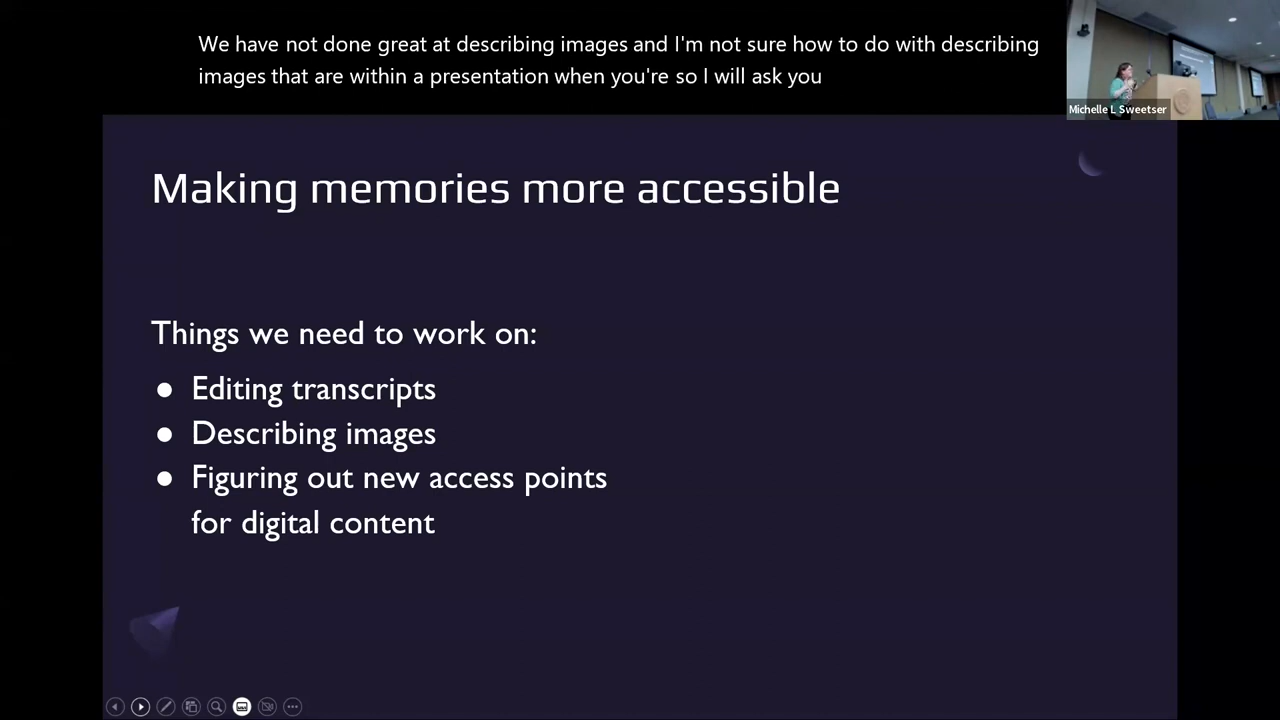 We have not done great at describing images and I'm not sure how to do with describing
images that are within a presentation when you're so I will ask you
Michelle L Sweetser
Making memories more accessible
Things we need to work on:
● Editing transcripts
● Describing images
● Figuring out new access points
for digital content